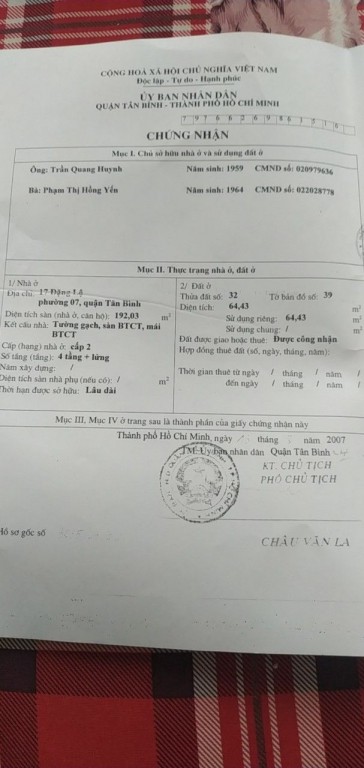 CỘNG HOÀ XÃ HỘI CHỦ NGHĨA VIỆT NAM
Độc lập - Tự do - Hạnh phúc
ỦY BAN NHÂN DÂN
QUẬN TÂN BÌNH - THÀNH PHỐ HỒ CHÍ MINH
CHỨNG NHẬN
Mục I. Chủ sở hữu nhà ở và sử dụng đất ở
Ông: Trần Quang Huynh Năm sinh: 1959 CMND số: 020979636
Bà: Phạm Thị Hồng Yến Năm sinh: 1964 CMND số: 022028778
Mục II. Thực trạng nhà ở, đất ở
1/ Nhà ở
Địa chỉ: 17 Đặng Lộ
phường 07, quận Tân Bình
Diện tích sàn (nhà ở, căn hộ): 192,03 m²
Kết cấu nhà: Tường gạch, sàn BTCT, mái
BTCT
Cấp (hạng) nhà ở: cấp 2
Số tầng (tầng): 4 tầng + lửng
Năm xây dựng: /
Diện tích sàn nhà phụ (nếu có): / m²
Thời hạn được sở hữu: Lâu dài
2/ Đất ở
Thửa đất số: 32 Tờ bản đồ số: 39
Diện tích: 64,43 m²
Sử dụng riêng: 64,43 m²
Sử dụng chung: / m²
Đất được giao hoặc thuê: Được công nhận
Hợp đồng thuê đất (số, ngày, tháng, năm):
Thời gian thuê từ ngày / tháng / năm /
đến ngày / tháng / năm
Mục III, Mục IV ở trang sau là thành phần của giấy chứng nhận này
Thành phố Hồ Chí Minh, ngày tháng năm 2007
TM. Ủy ban nhân dân Quận Tân Bình
KT. CHỦ TỊCH
PHÓ CHỦ TỊCH
Hồ sơ gốc số
CHÂU VĂN LA